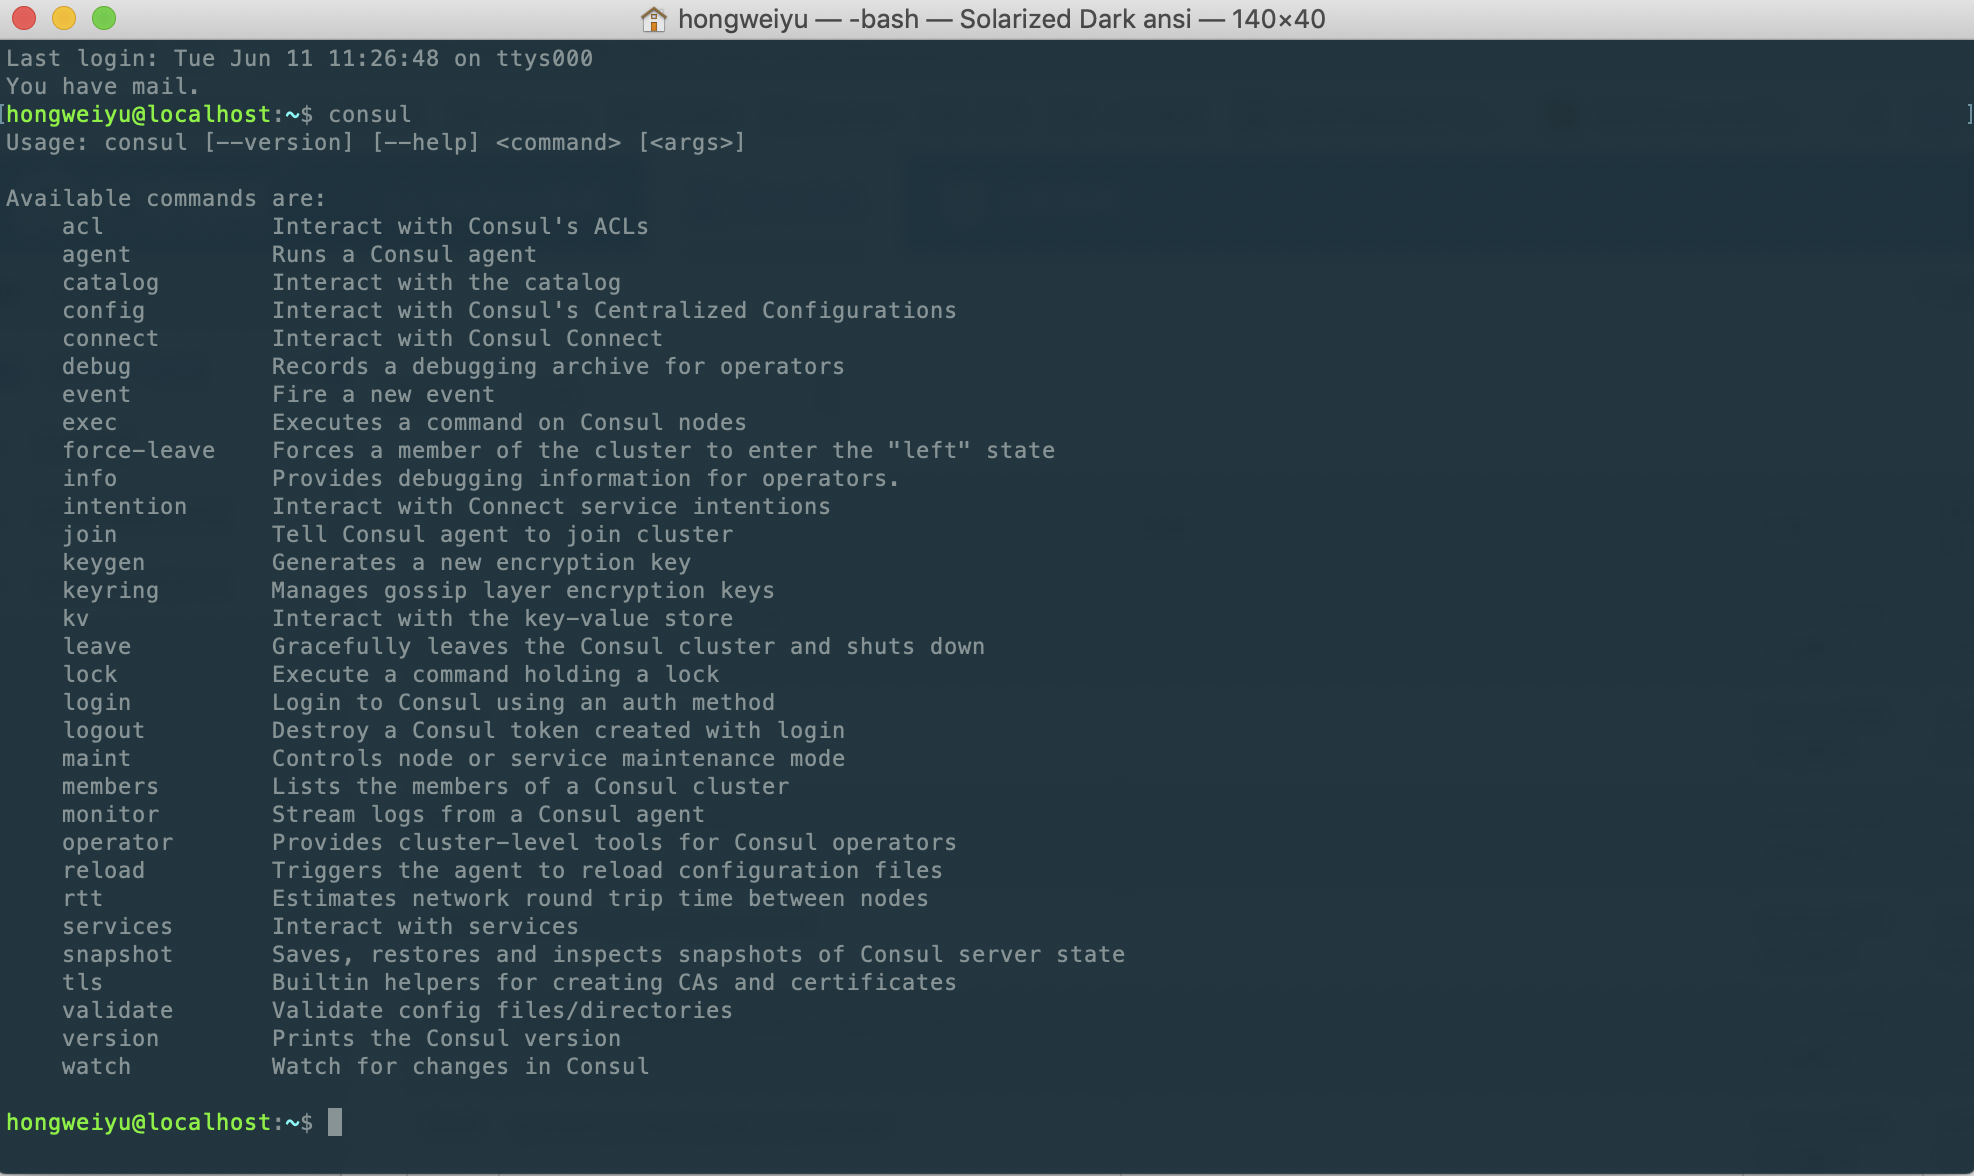 hongweiyu — -bash — Solarized Dark ansi — 140×40
Last login: Tue Jun 11 11:26:48 on ttys000
You have mail.
[hongweiyu@localhost:~$ consul ]
Usage: consul [--version] [--help] <command> [<args>]

Available commands are:
    acl            Interact with Consul's ACLs
    agent          Runs a Consul agent
    catalog        Interact with the catalog
    config         Interact with Consul's Centralized Configurations
    connect        Interact with Consul Connect
    debug          Records a debugging archive for operators
    event          Fire a new event
    exec           Executes a command on Consul nodes
    force-leave    Forces a member of the cluster to enter the "left" state
    info           Provides debugging information for operators.
    intention      Interact with Connect service intentions
    join           Tell Consul agent to join cluster
    keygen         Generates a new encryption key
    keyring        Manages gossip layer encryption keys
    kv             Interact with the key-value store
    leave          Gracefully leaves the Consul cluster and shuts down
    lock           Execute a command holding a lock
    login          Login to Consul using an auth method
    logout         Destroy a Consul token created with login
    maint          Controls node or service maintenance mode
    members        Lists the members of a Consul cluster
    monitor        Stream logs from a Consul agent
    operator       Provides cluster-level tools for Consul operators
    reload         Triggers the agent to reload configuration files
    rtt            Estimates network round trip time between nodes
    services       Interact with services
    snapshot       Saves, restores and inspects snapshots of Consul server state
    tls            Builtin helpers for creating CAs and certificates
    validate       Validate config files/directories
    version        Prints the Consul version
    watch          Watch for changes in Consul

hongweiyu@localhost:~$